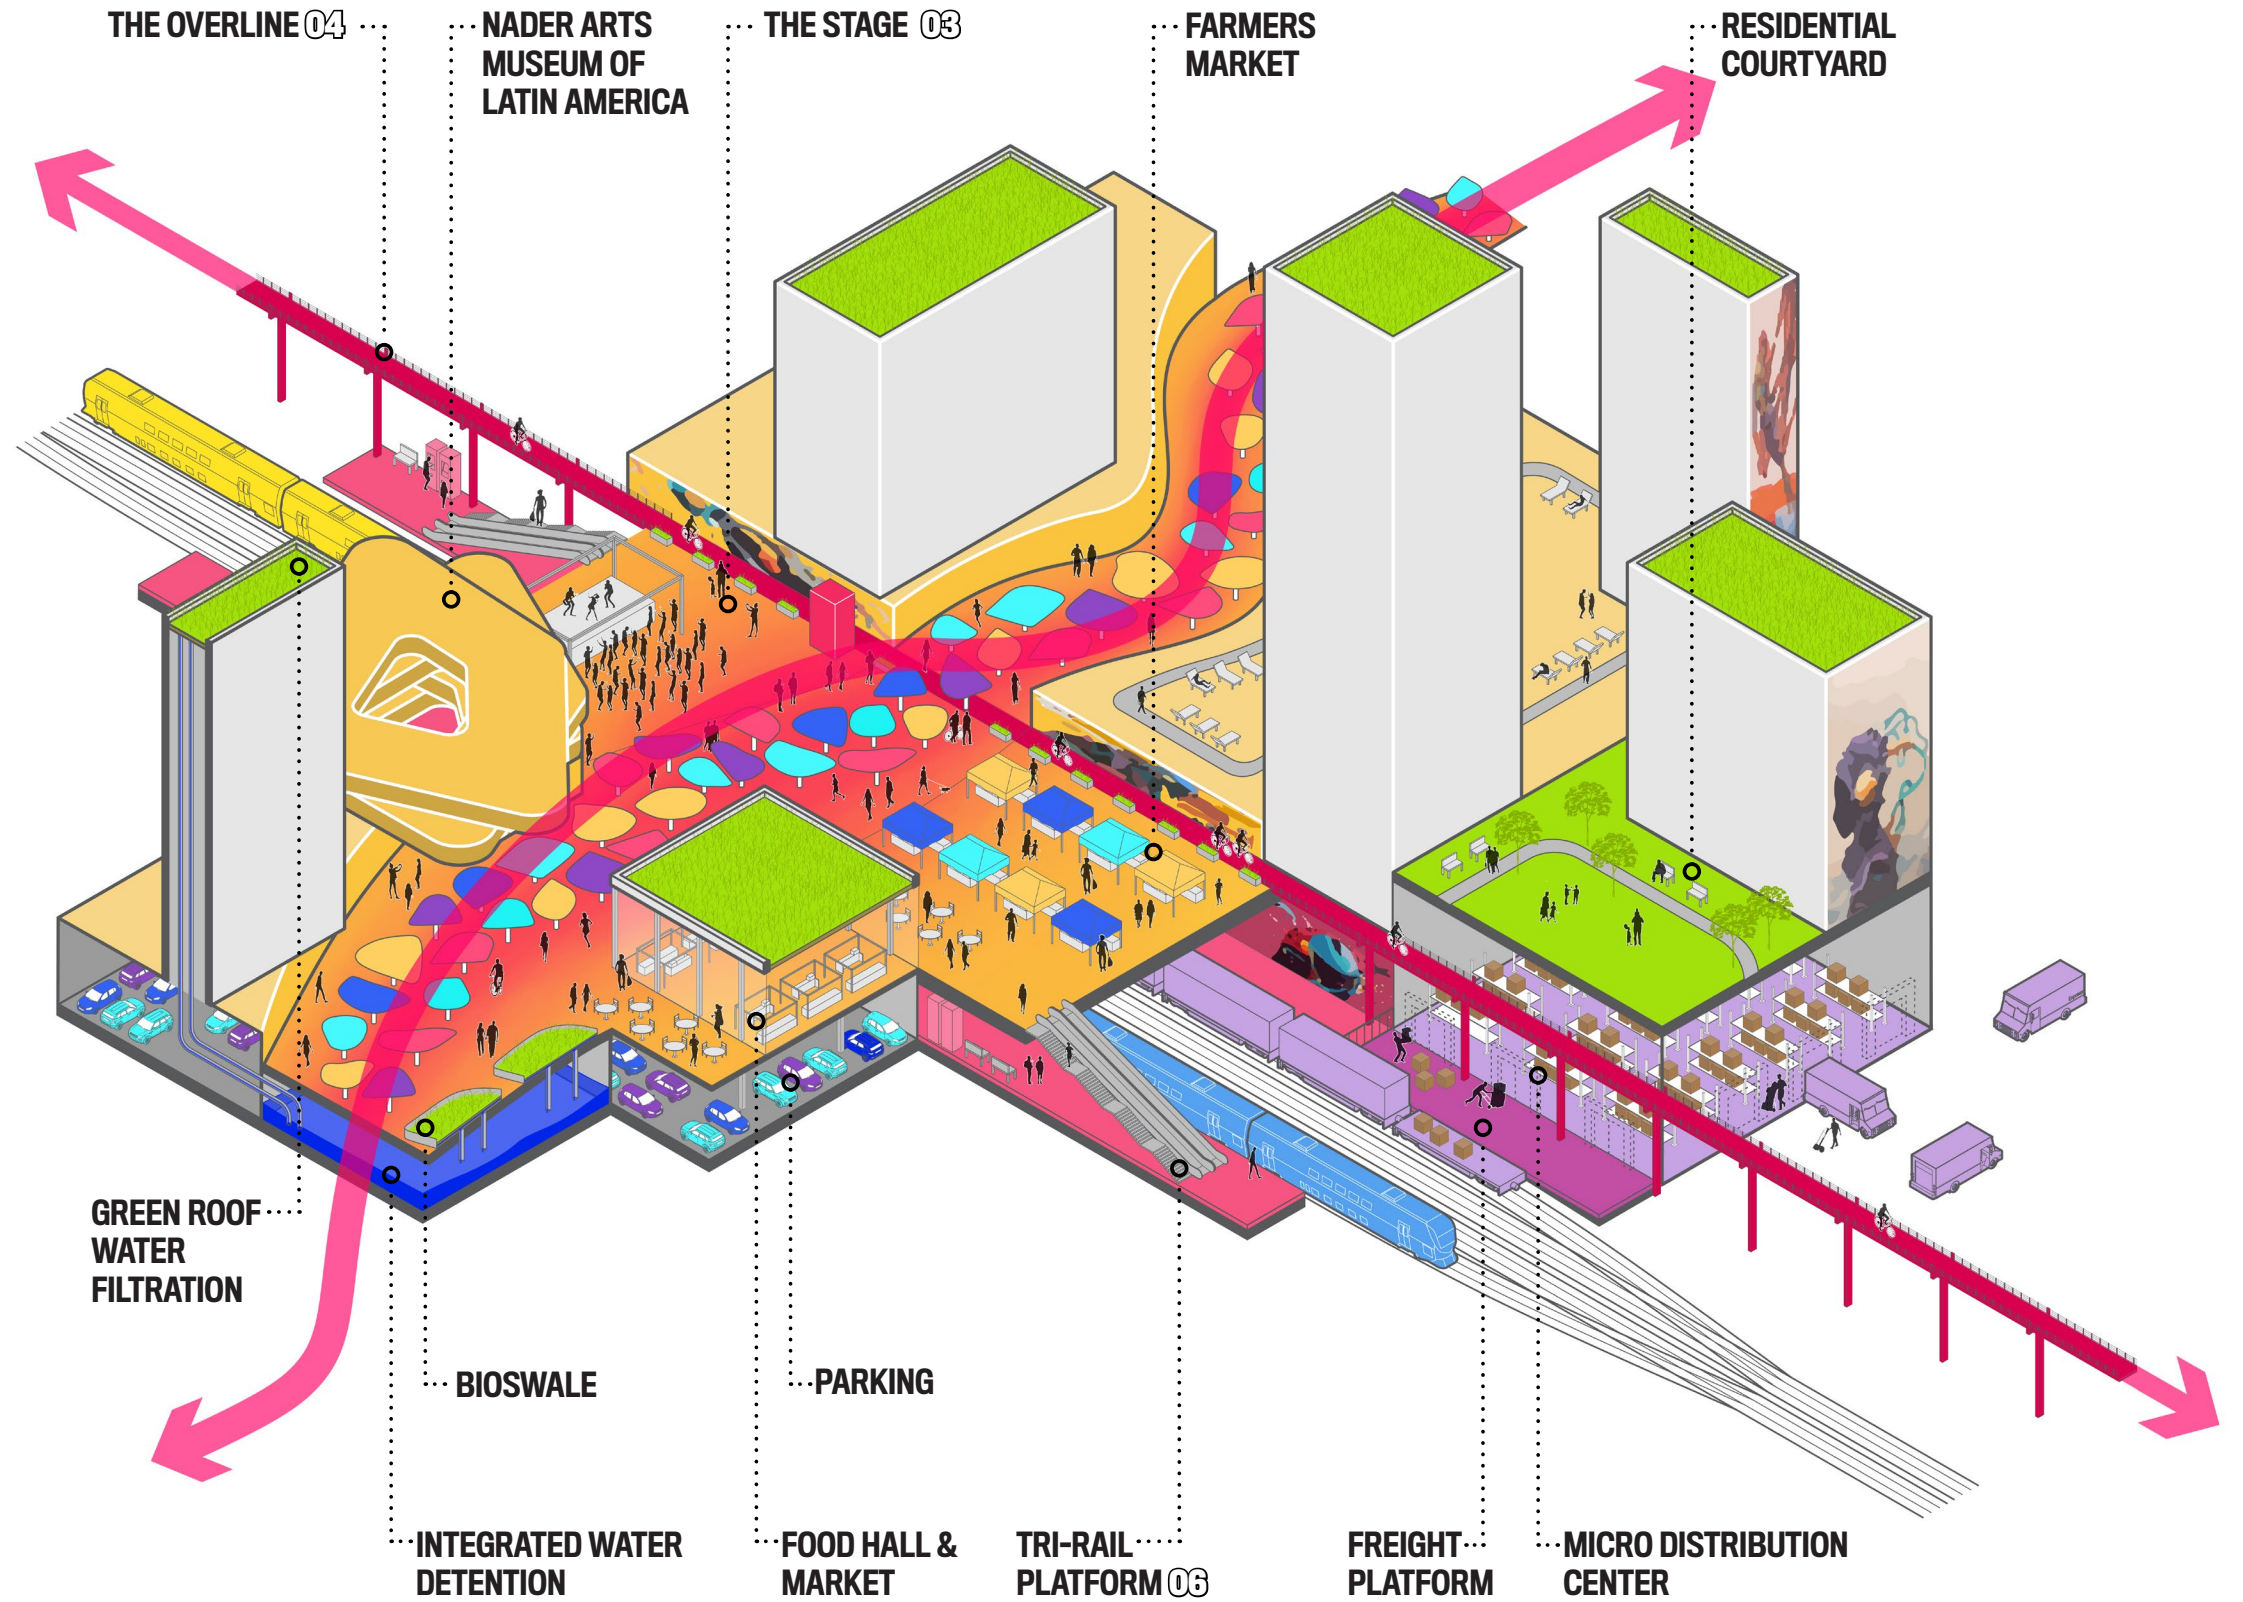 THE OVERLINE 04
NADER ARTS
MUSEUM OF
LATIN AMERICA
THE STAGE 03
FARMERS
MARKET
RESIDENTIAL
COURTYARD
GREEN ROOF
WATER
FILTRATION
BIOSWALE
PARKING
INTEGRATED WATER
DETENTION
FOOD HALL &
MARKET
TRI-RAIL
PLATFORM 06
FREIGHT
PLATFORM
MICRO DISTRIBUTION
CENTER